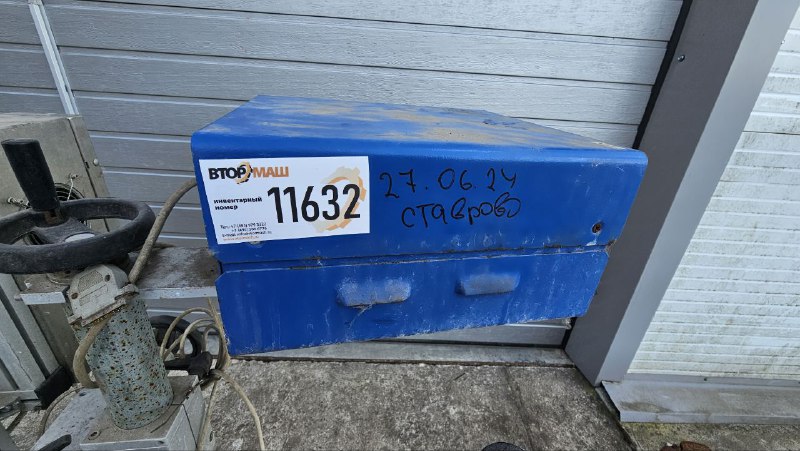 ВТОРМАШ
инвентарный
номер
11632
27.06.24
ставрово